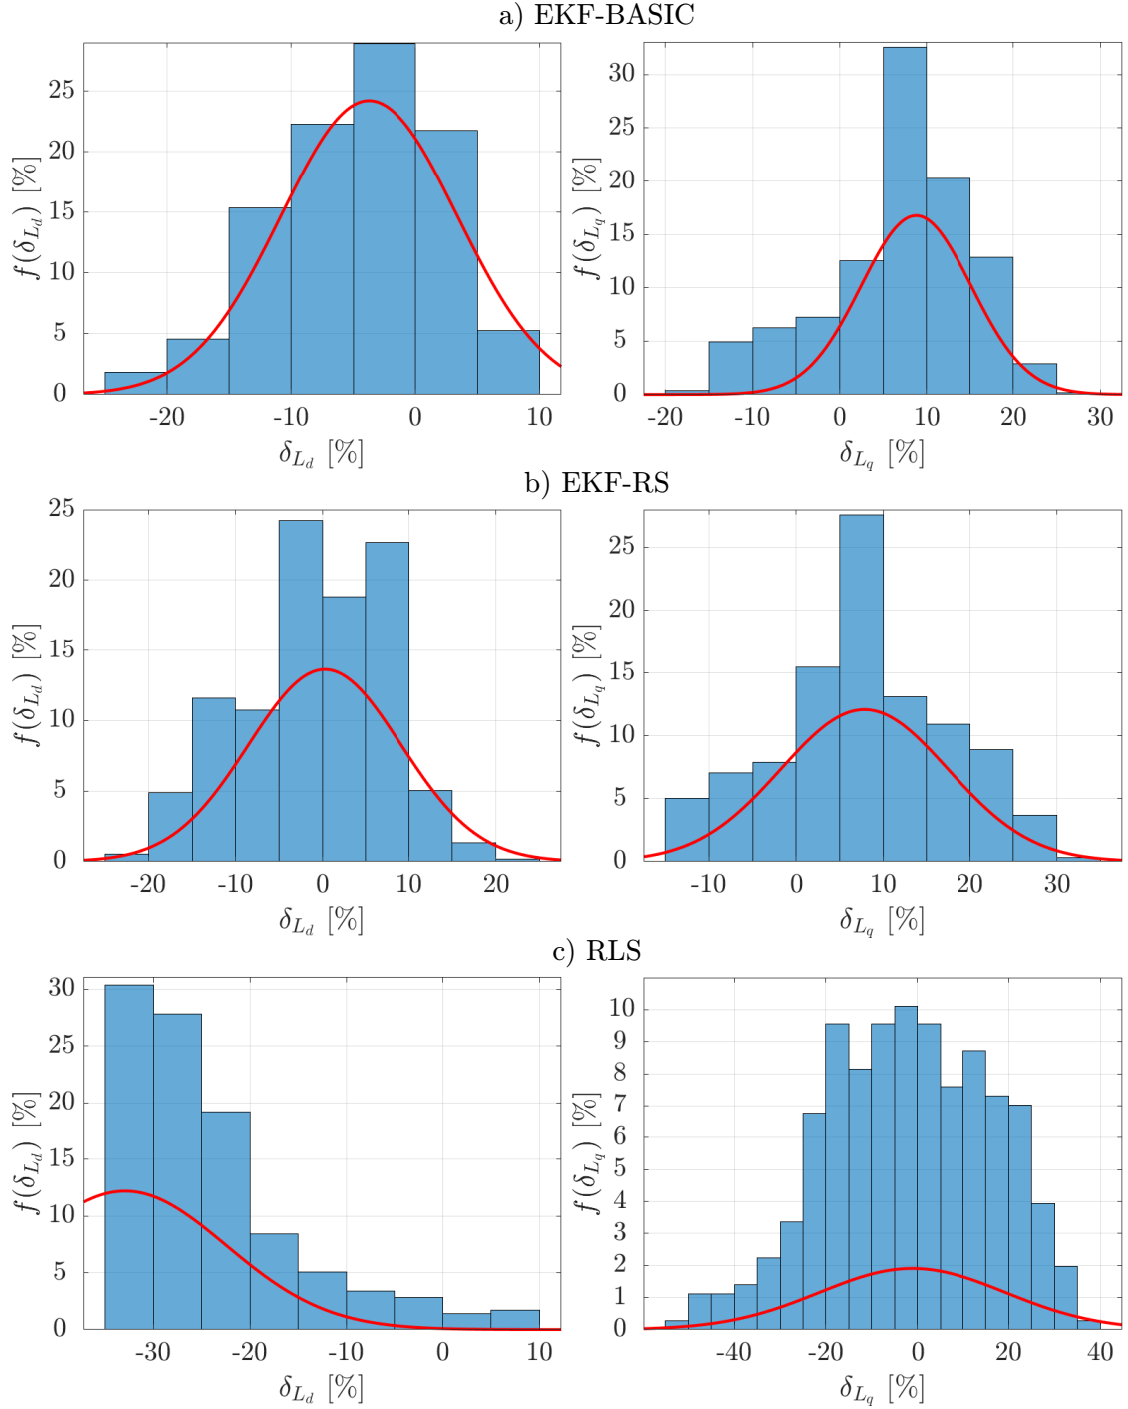 a) EKF-BASIC
f(δ_{L_d}) [%]
25
20
15
10
5
0
-20 -10 0 10
δ_{L_d} [%]
f(δ_{L_q}) [%]
30
25
20
15
10
5
0
-20 -10 0 10 20 30
δ_{L_q} [%]
b) EKF-RS
f(δ_{L_d}) [%]
25
20
15
10
5
0
-20 -10 0 10 20
δ_{L_d} [%]
f(δ_{L_q}) [%]
25
20
15
10
5
0
-10 0 10 20 30
δ_{L_q} [%]
c) RLS
f(δ_{L_d}) [%]
30
25
20
15
10
5
0
-30 -20 -10 0 10
δ_{L_d} [%]
f(δ_{L_q}) [%]
10
9
8
7
6
5
4
3
2
1
0
-40 -20 0 20 40
δ_{L_q} [%]